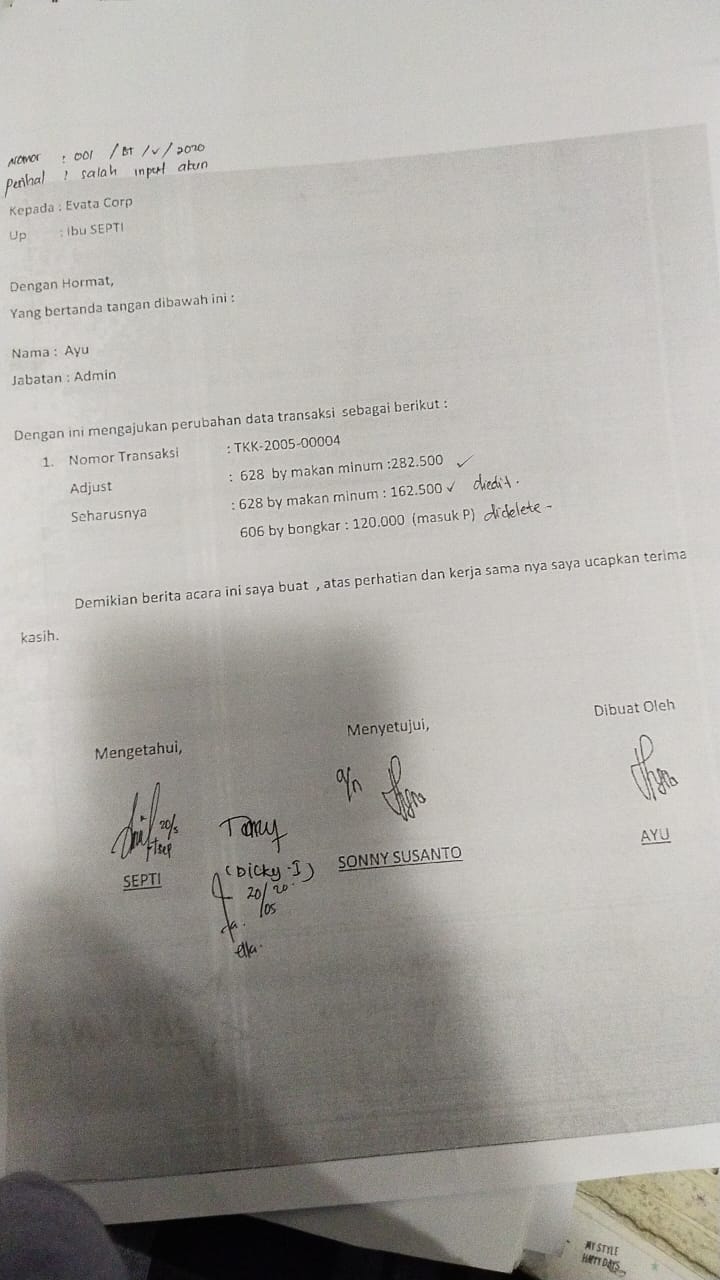 Nomor : 001 / BT / V / 2020
Perihal : salah input akun
Kepada : Evata Corp
Up : Ibu SEPTI
Dengan Hormat,
Yang bertanda tangan dibawah ini :
Nama : Ayu
Jabatan : Admin
Dengan ini mengajukan perubahan data transaksi sebagai berikut :
1. Nomor Transaksi : TKK-2005-00004
Adjust : 628 by makan minum :282.500 ✓
Seharusnya : 628 by makan minum : 162.500 ✓ diedit.
606 by bongkar : 120.000 (masuk P) didelete -
Demikian berita acara ini saya buat , atas perhatian dan kerja sama nya saya ucapkan terima
kasih.
Mengetahui, Menyetujui, Dibuat Oleh
a/n
20/5
SEPTI (Dicky-I) SONNY SUSANTO AYU
20/20
/05
ella.
MY STYLE
HAPPY DAYS